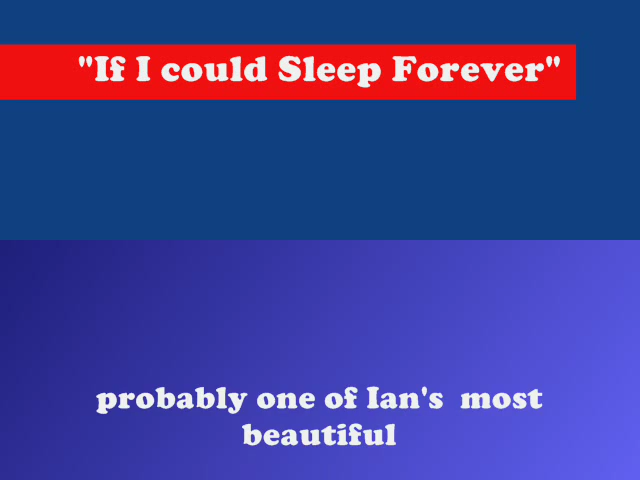 "If I could Sleep Forever"
probably one of Ian's  most
beautiful